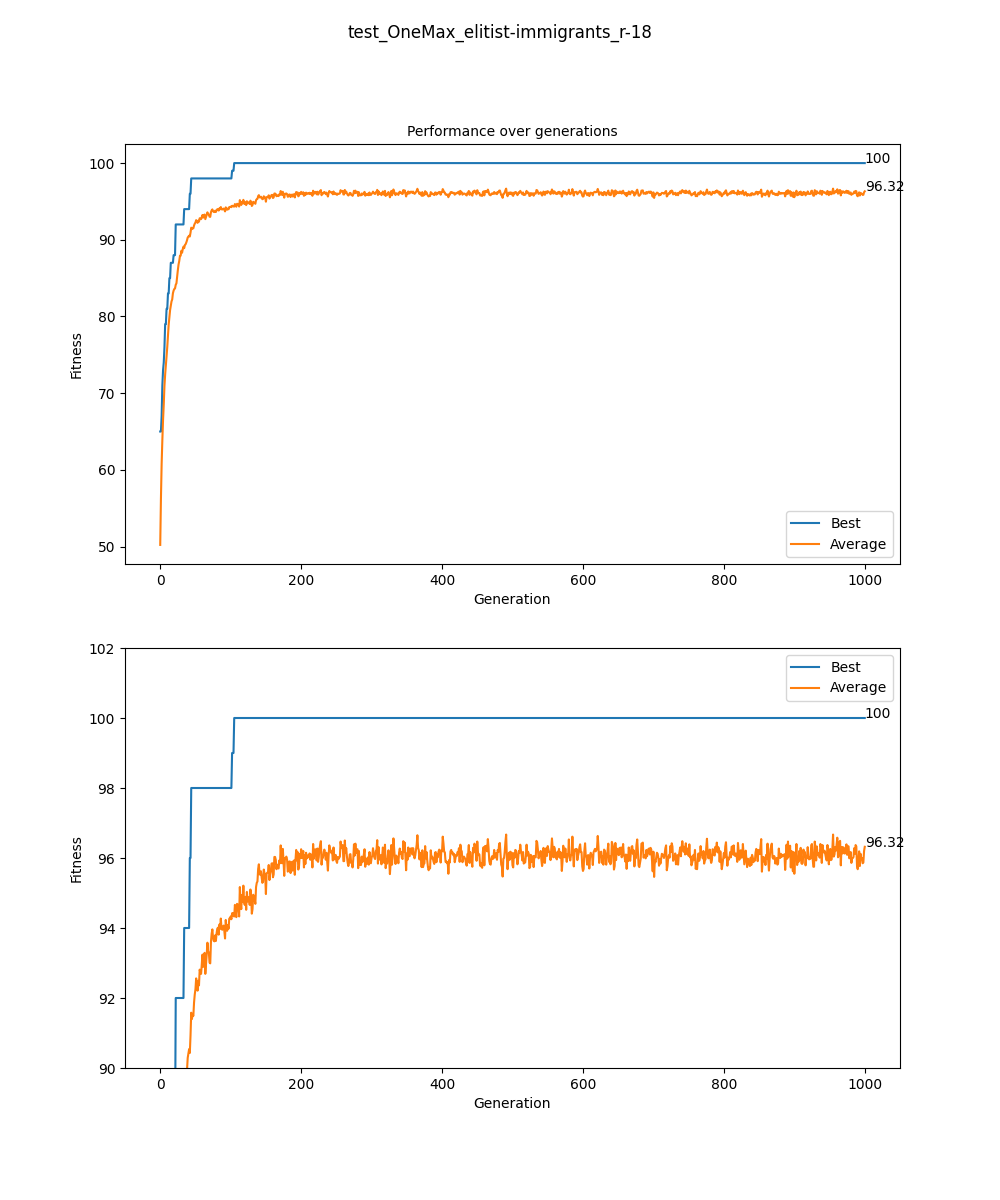 test_OneMax_elitist-immigrants_r-18
Performance over generations
100
90
80
70
60
50
Fitness
100
96.32
Best
Average
0 200 400 600 800 1000
Generation
102
100
98
96
94
92
90
Fitness
Best
Average
100
96.32
0 200 400 600 800 1000
Generation